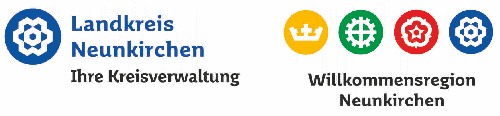 Landkreis
Neunkirchen
Ihre Kreisverwaltung
Willkommensregion
Neunkirchen